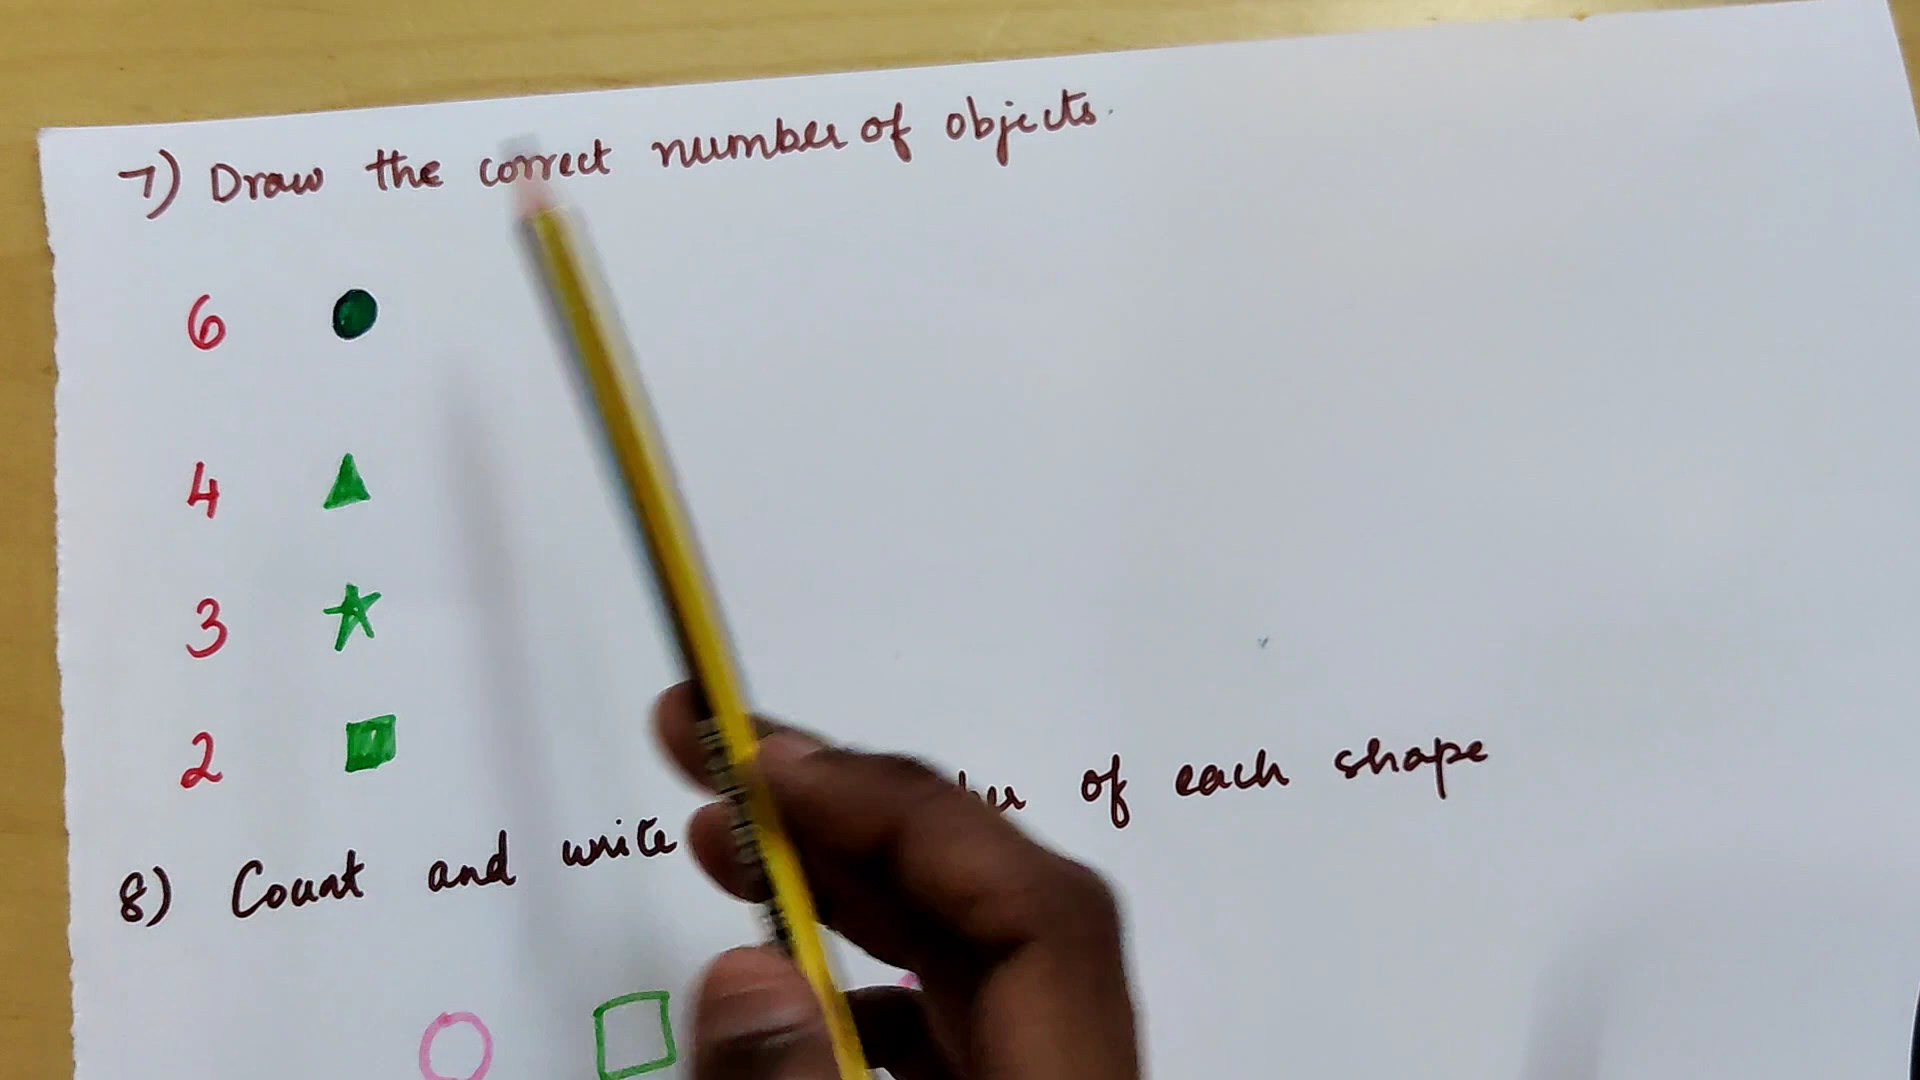 7) Draw the correct number of objects.
6
4
3
2
8) Count and write of each shape